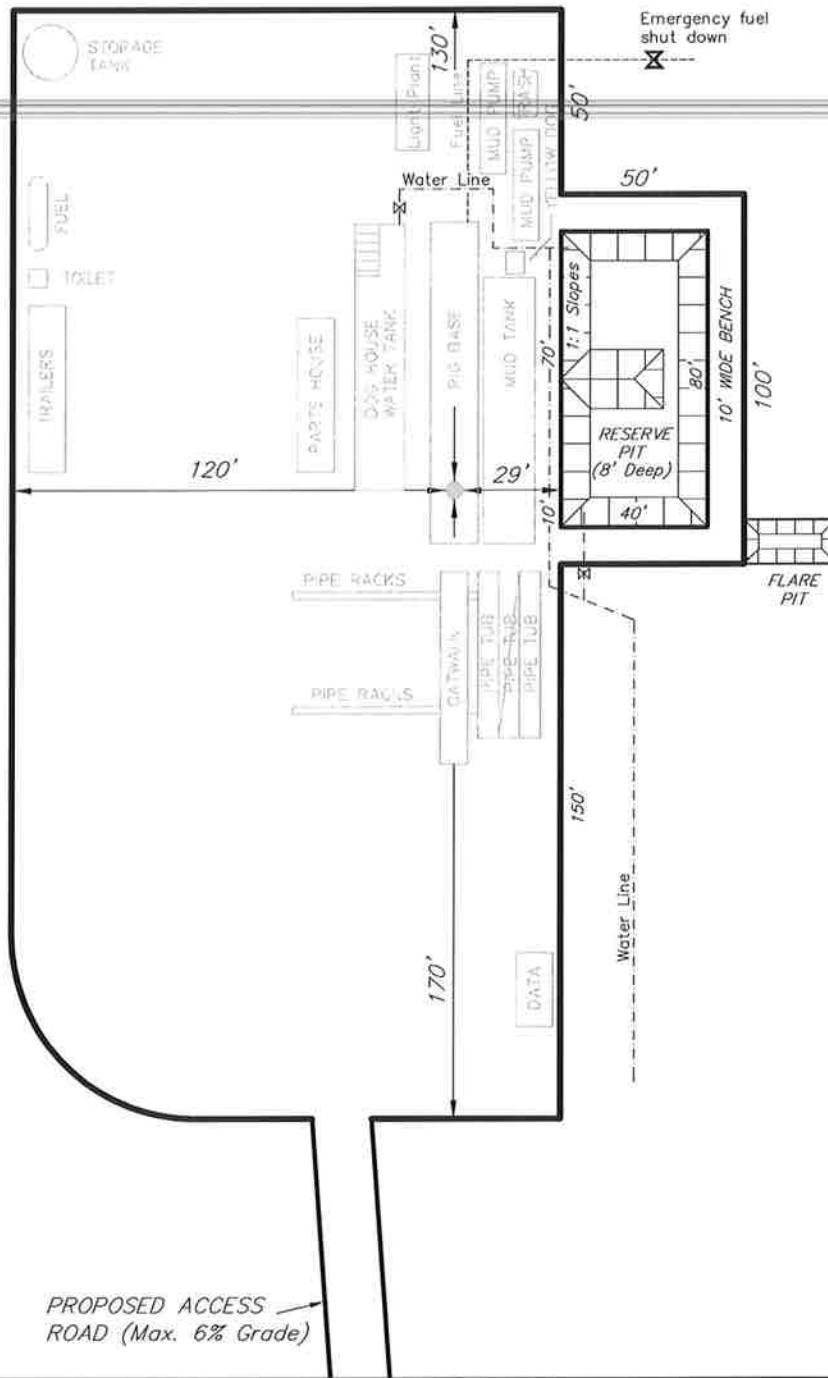 Emergency fuel
shut down
STORAGE
TANK
130'
Light Plant
Fuel Line
MUD PUMP
TRASH
50'
MUD PUMP
YELLOW DOG
Water Line
50'
FUEL
TOILET
TRAILERS
PARTS HOUSE
DOG HOUSE
WATER TANK
RIG BASE
MUD TANK
1:1 Slopes
70'
80'
10' WIDE BENCH
100'
RESERVE
PIT
(8' Deep)
120'
29'
10'
40'
FLARE
PIT
PIPE RACKS
CATWALK
PIPE TUB
PIPE TUB
PIPE TUB
PIPE RACKS
150'
Water Line
170'
DATA
PROPOSED ACCESS
ROAD (Max. 6% Grade)